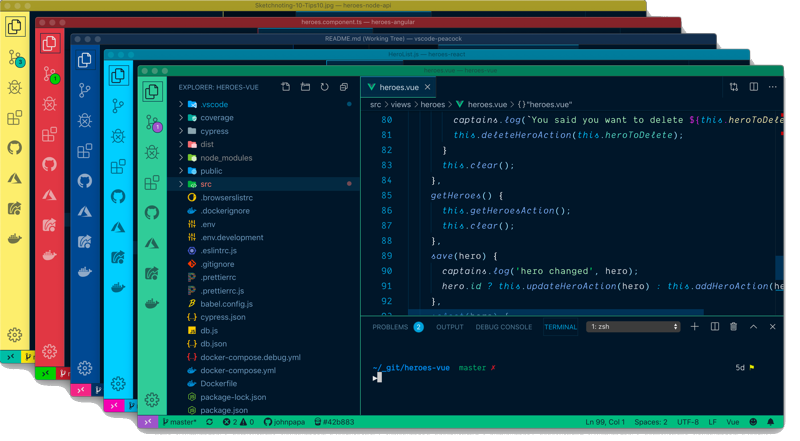 Sketchnoting-10-Tips10.jpg — heroes-node-api
heroes.component.ts — heroes-angular
README.md (Working Tree) — vscode-peacock
heroes.vue — heroes-vue
EXPLORER: HEROES-VUE
heroes.vue
src > views > heroes > heroes.vue > {} "heroes.vue"
.vscode
coverage
cypress
dist
node_modules
public
src
.browserslistrc
.dockerignore
.env
.env.development
.eslintrc.js
.gitignore
.prettierrc
.prettierrc.js
babel.config.js
cypress.json
db.js
db.json
docker-compose.debug.yml
docker-compose.yml
Dockerfile
package-lock.json
package.json
80 captains.log(`You said you want to delete ${this.heroToDele
81 this.deleteHeroAction(this.heroToDelete);
82 }
83 this.clear();
84 },
85 getHeroes() {
86 this.getHeroesAction();
87 this.clear();
88 },
89 save(hero) {
90 captains.log('hero changed', hero);
91 hero.id ? this.updateHeroAction(hero) : this.addHeroAction(he
92 },
PROBLEMS 2 OUTPUT DEBUG CONSOLE TERMINAL 1: zsh
~/_git/heroes-vue master ✗ 5d
master* 2 0 johnpapa #42b883 Ln 99, Col 1 Spaces: 2 UTF-8 LF Vue